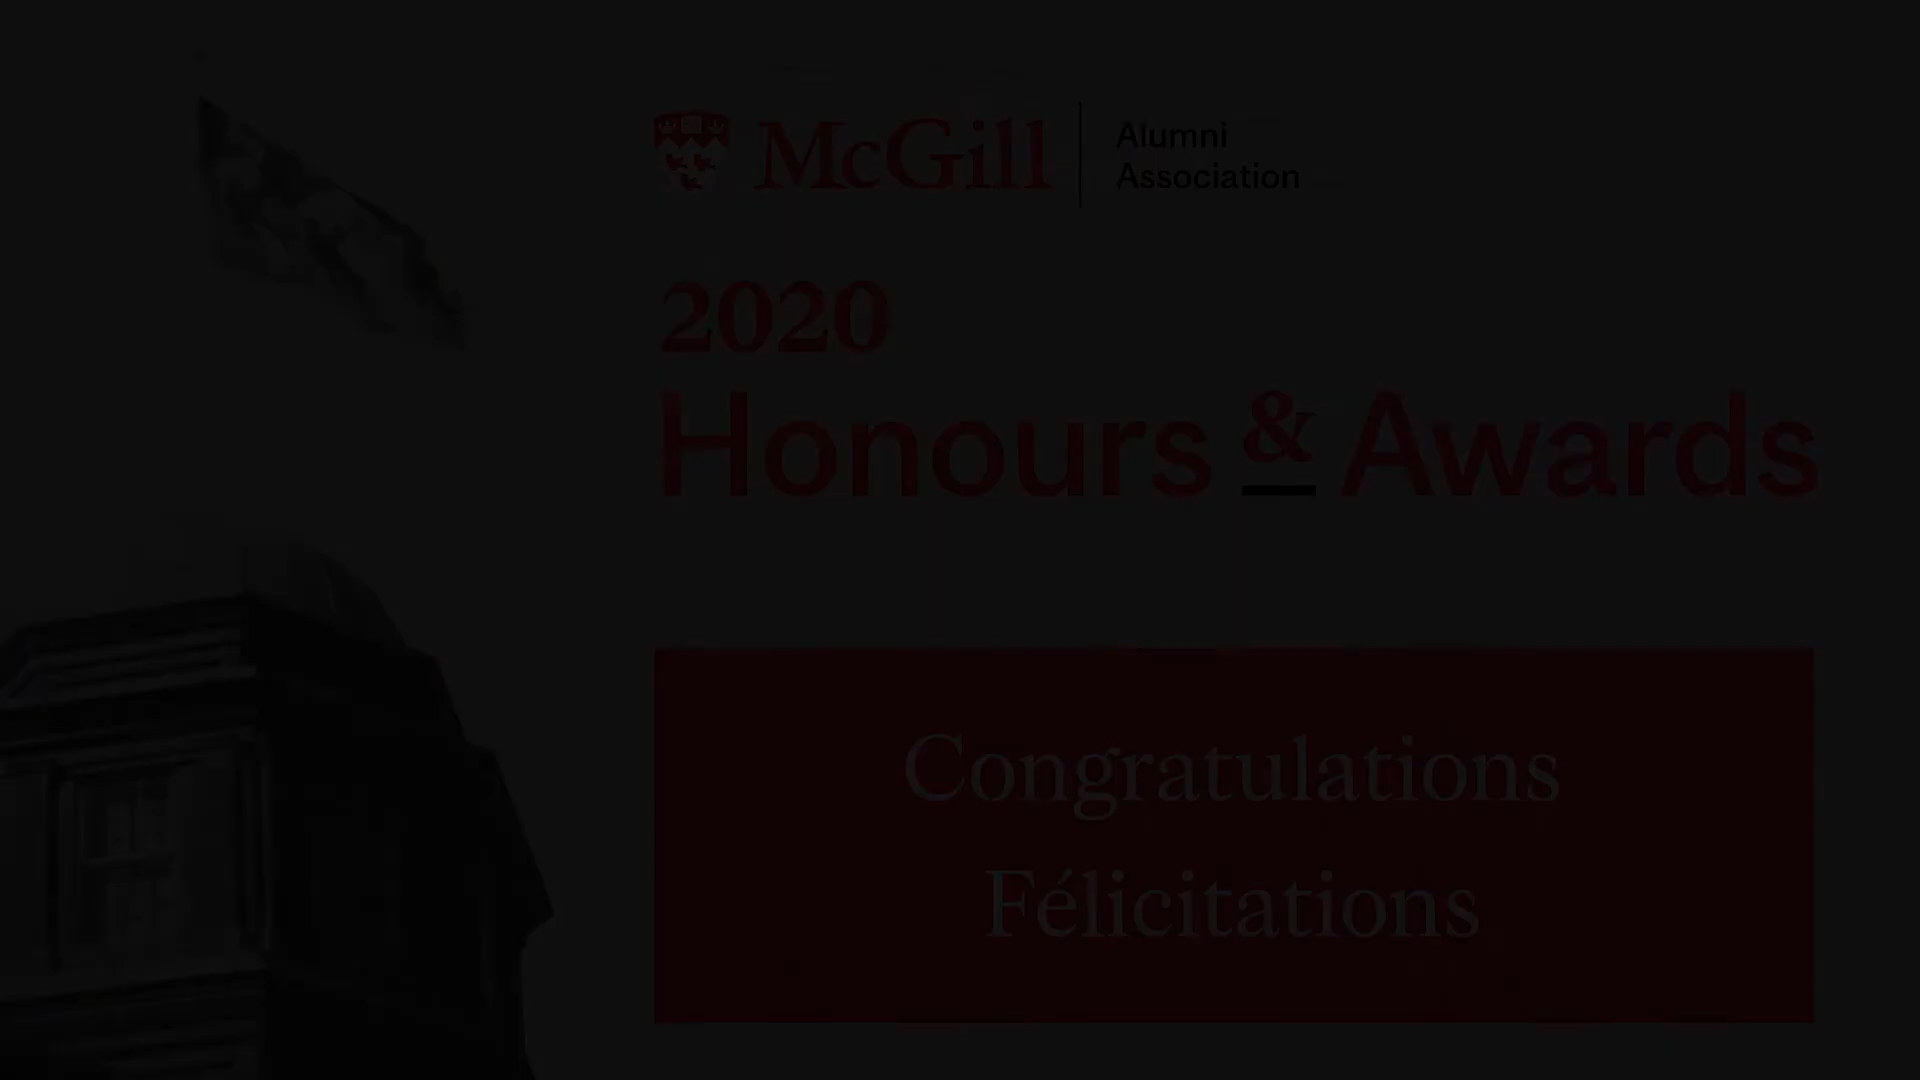 McGill
Alumni
Association
2020
Honours & Awards
Congratulations
Félicitations